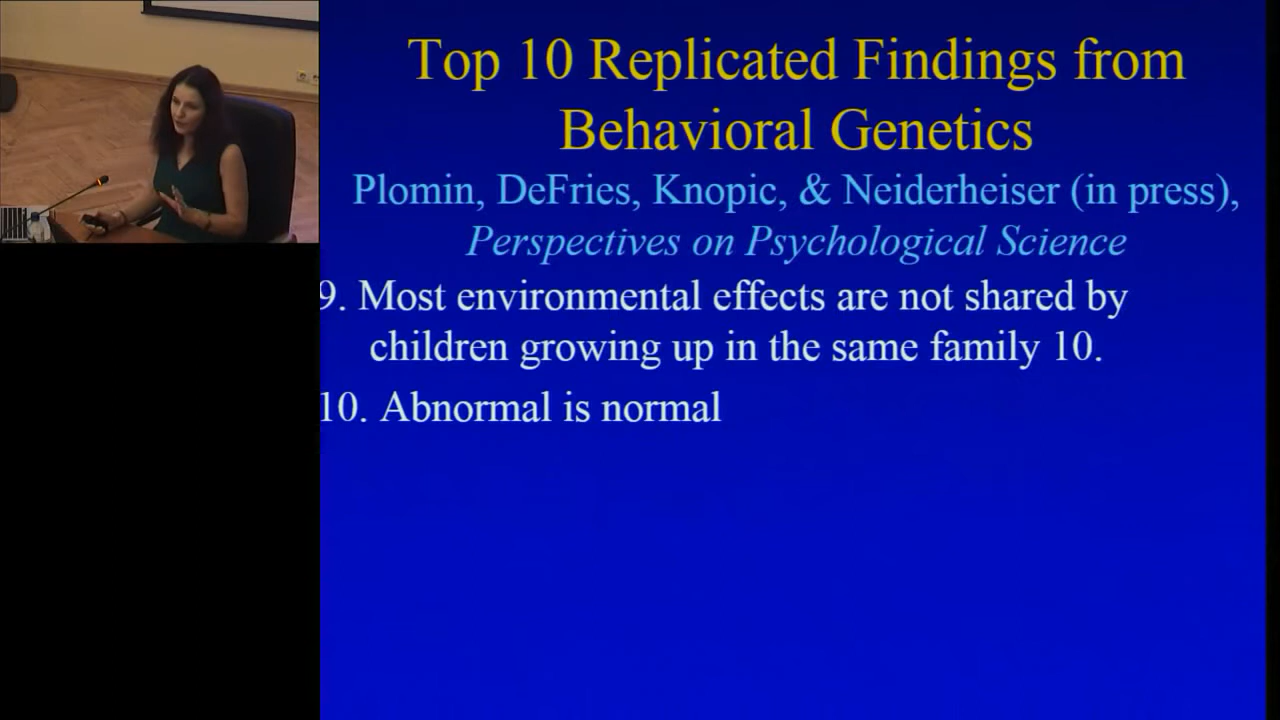 Top 10 Replicated Findings from
Behavioral Genetics
Plomin, DeFries, Knopic, & Neiderheiser (in press),
Perspectives on Psychological Science
9. Most environmental effects are not shared by
children growing up in the same family 10.
10. Abnormal is normal